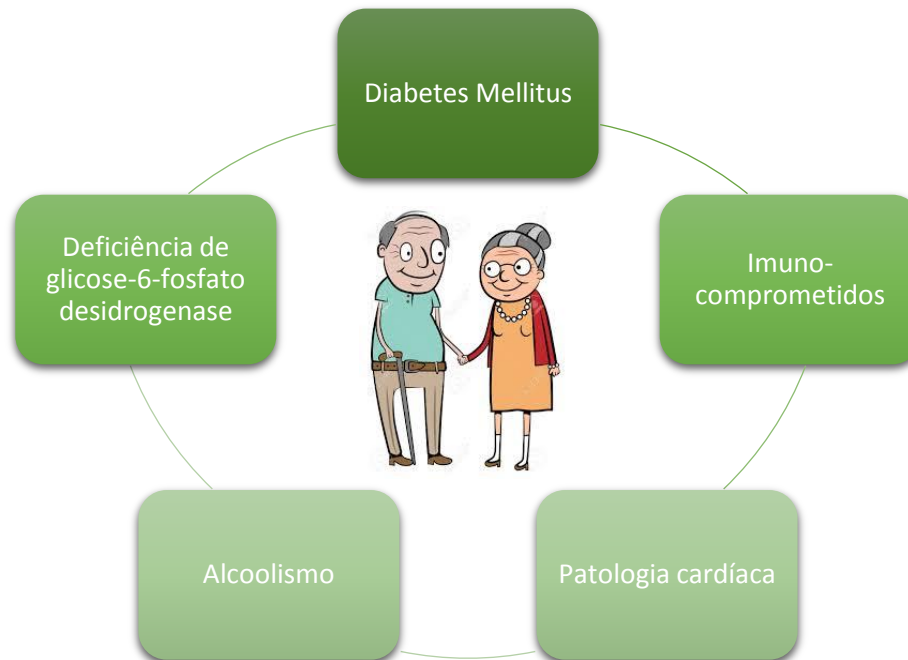 Diabetes Mellitus
Deficiência de
glicose-6-fosfato
desidrogenase
Imuno-
comprometidos
Alcoolismo
Patologia cardíaca